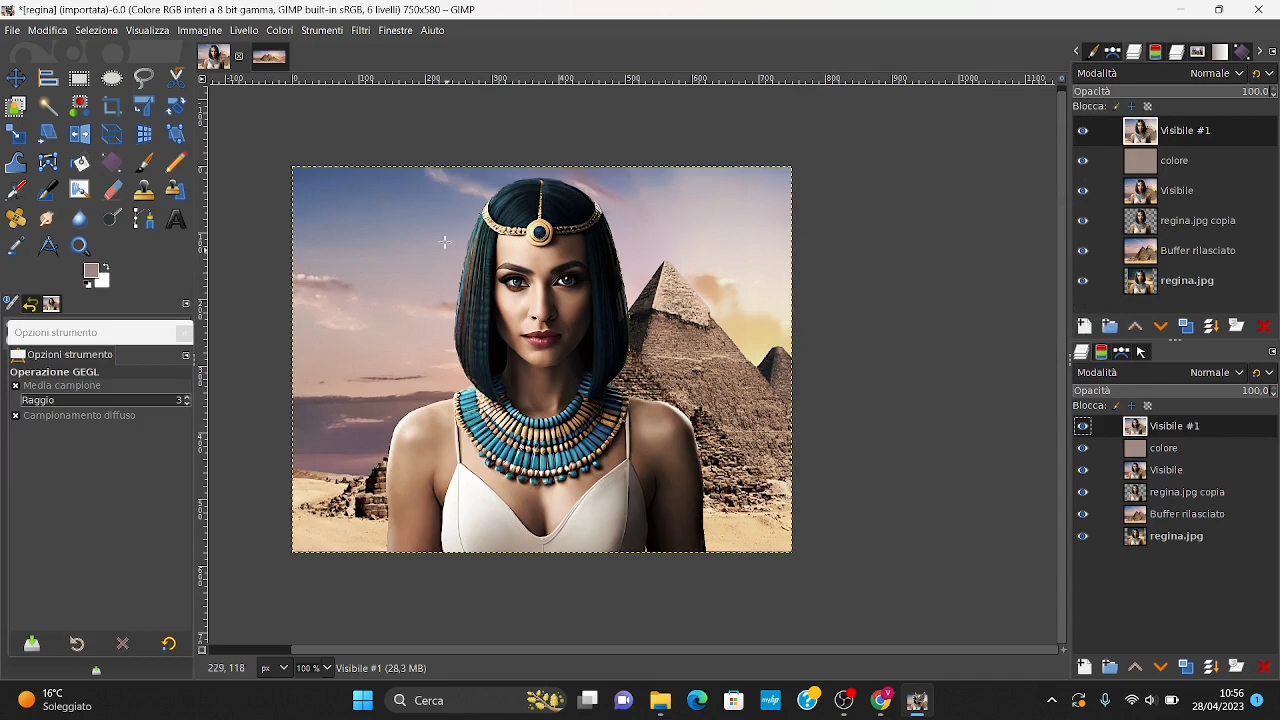 *[regina] (importata)-6.0 (Colore RGB interi a 8 bit gamma, GIMP built-in sRGB, 6 livelli) 750x580 – GIMP
File Modifica Seleziona Visualizza Immagine Livello Colori Strumenti Filtri Finestre Aiuto
Modalità Normale
Opacità 100,0
Blocca:
Visibile #1
colore
Visibile
regina.jpg copia
Buffer rilasciato
regina.jpg
Opzioni strumento
Opzioni strumento
Operazione GEGL
Media campione
Raggio 3
Campionamento diffuso
Modalità Normale
Opacità 100,0
Blocca:
Visibile #1
colore
Visibile
regina.jpg copia
Buffer rilasciato
regina.jpg
229, 118 px 100 % Visibile #1 (28,3 MB)
16°C
Soleggiato
Cerca
10:56
28/04/2023